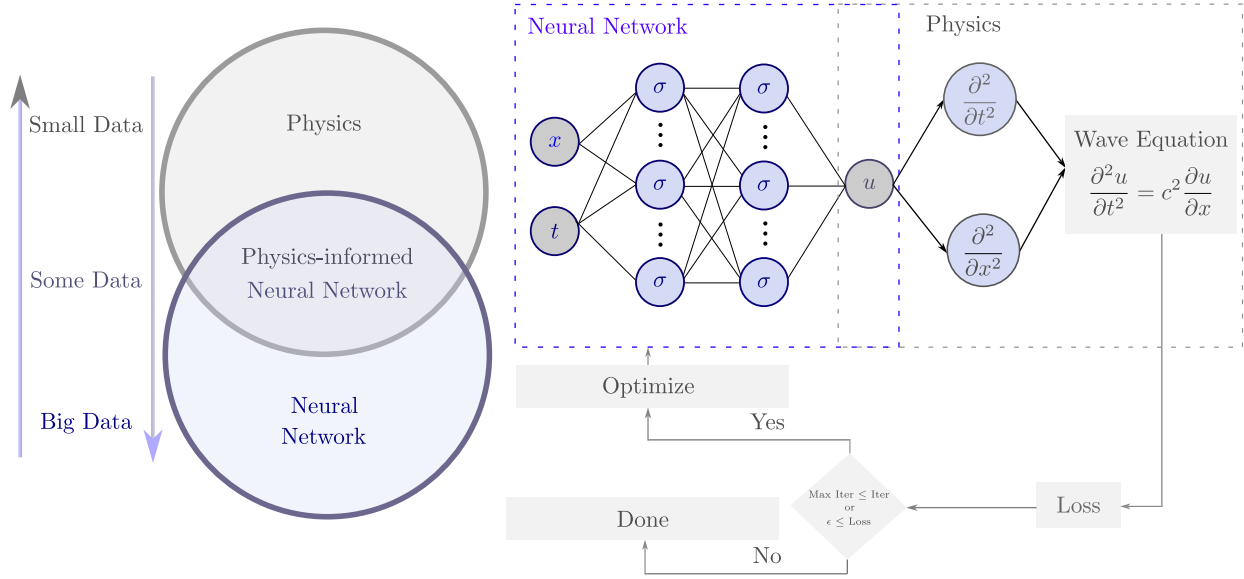 Physics
Small Data
Physics-informed
Neural Network
Some Data
Neural
Network
Big Data
Neural Network
Physics
x
t
σ
σ
σ
σ
σ
σ
u
∂²/∂t²
∂²/∂x²
Wave Equation
∂²u/∂t² = c² ∂u/∂x
Optimize
Yes
Max Iter ≤ Iter
or
ϵ ≤ Loss
Loss
Done
No